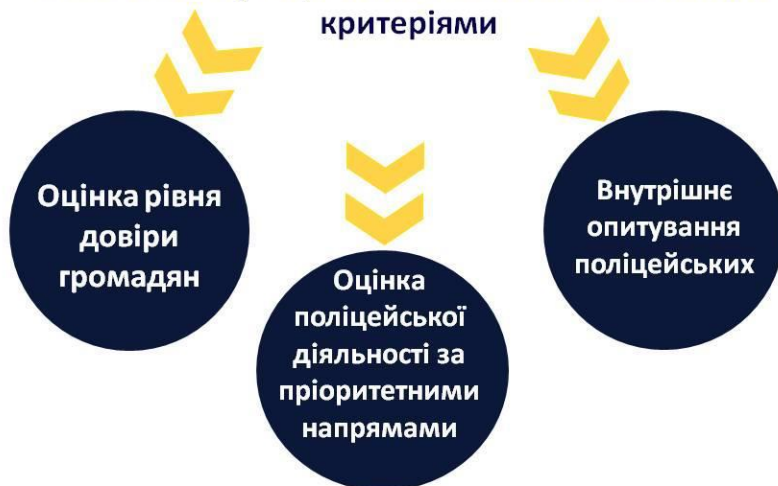 критеріями
Оцінка рівня
довіри
громадян
Оцінка
поліцейської
діяльності за
пріоритетними
напрямами
Внутрішнє
опитування
поліцейських